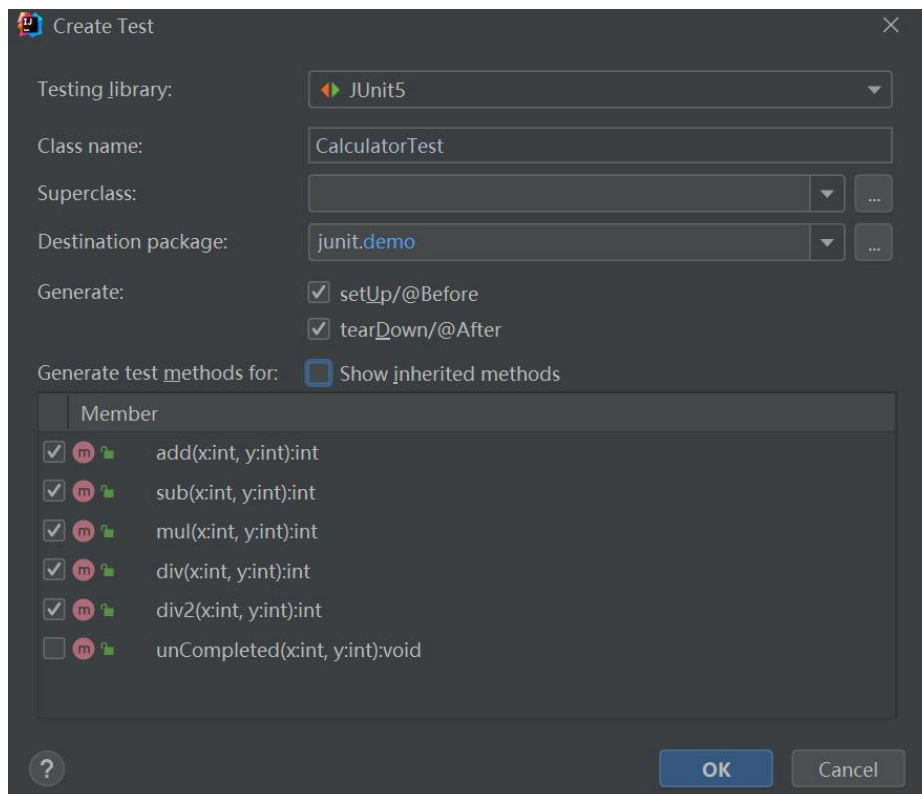 Create Test
Testing library: JUnit5
Class name: CalculatorTest
Superclass: ...
Destination package: junit.demo ...
Generate: setUp/@Before
tearDown/@After
Generate test methods for: Show inherited methods
Member
m add(x:int, y:int):int
m sub(x:int, y:int):int
m mul(x:int, y:int):int
m div(x:int, y:int):int
m div2(x:int, y:int):int
m unCompleted(x:int, y:int):void
? OK Cancel